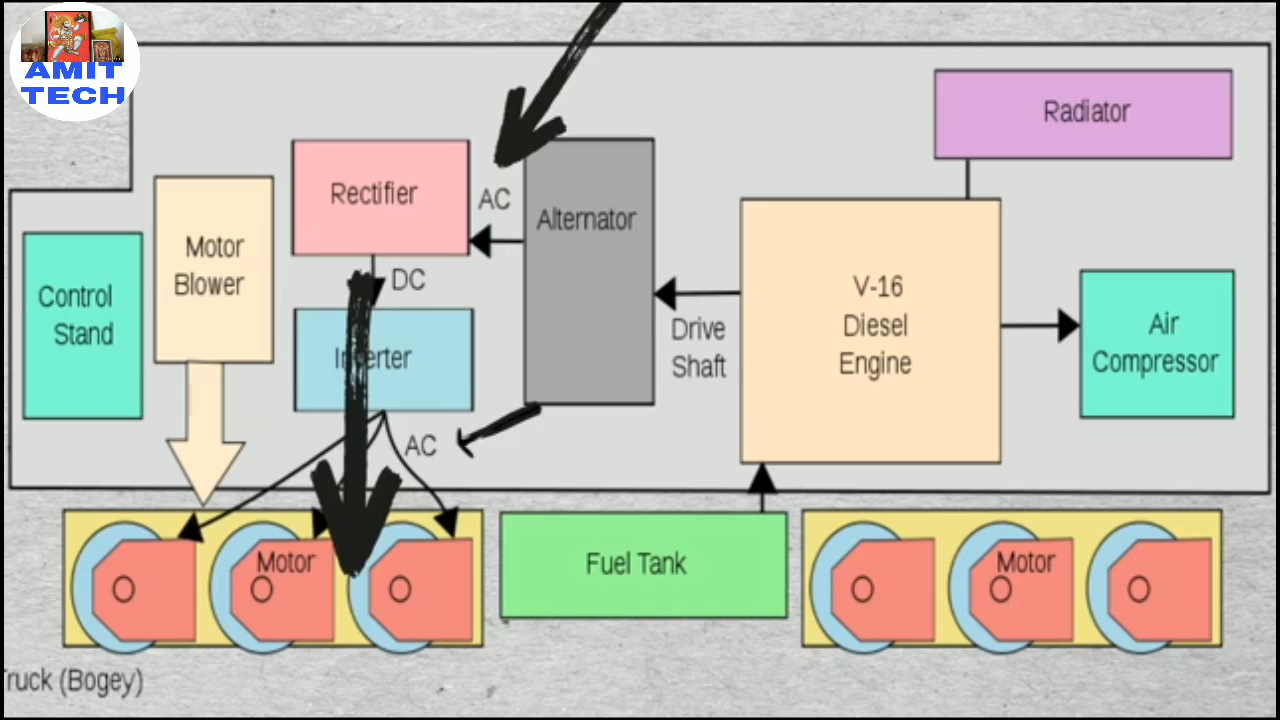 AMIT
TECH
Radiator
Rectifier
AC
Alternator
Motor
Blower
DC
Control
Stand
Inverter
Drive
Shaft
V-16
Diesel
Engine
Air
Compressor
AC
Motor
Fuel Tank
Motor
(Bogey)